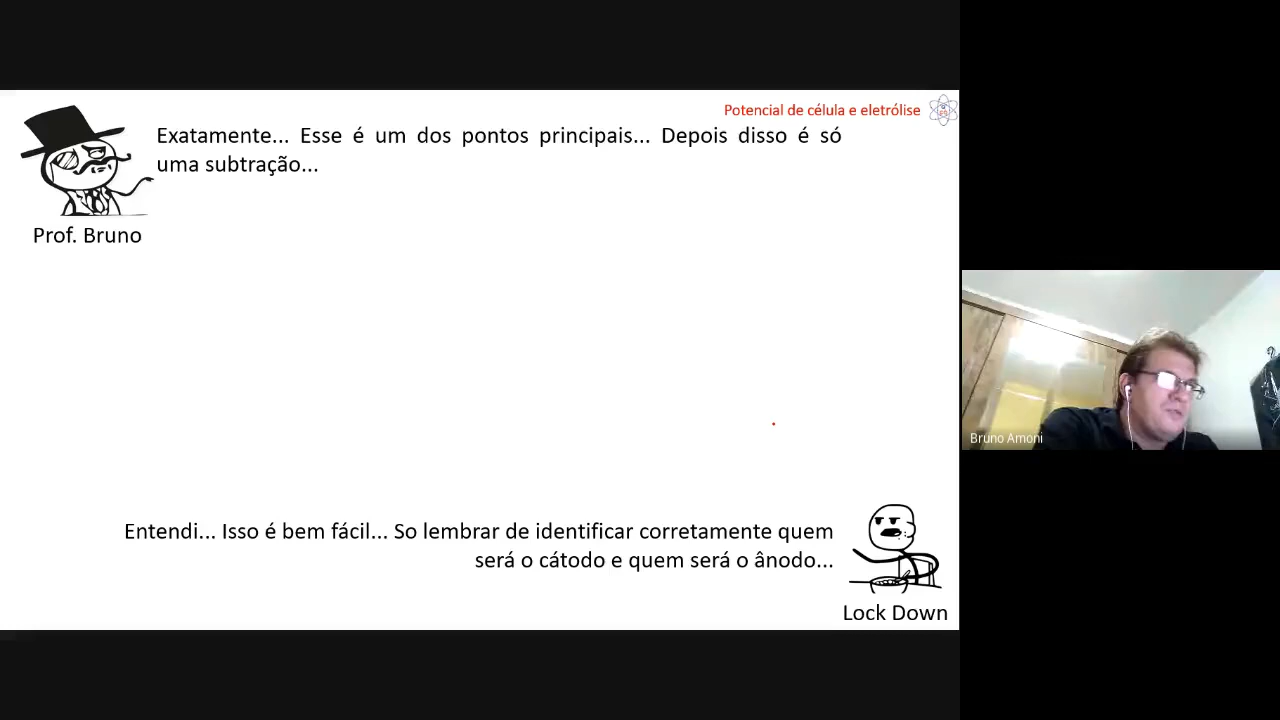 Potencial de célula e eletrólise
Exatamente... Esse é um dos pontos principais... Depois disso é só
uma subtração...
Prof. Bruno
Bruno Amoni
Entendi... Isso é bem fácil... So lembrar de identificar corretamente quem
será o cátodo e quem será o ânodo...
Lock Down